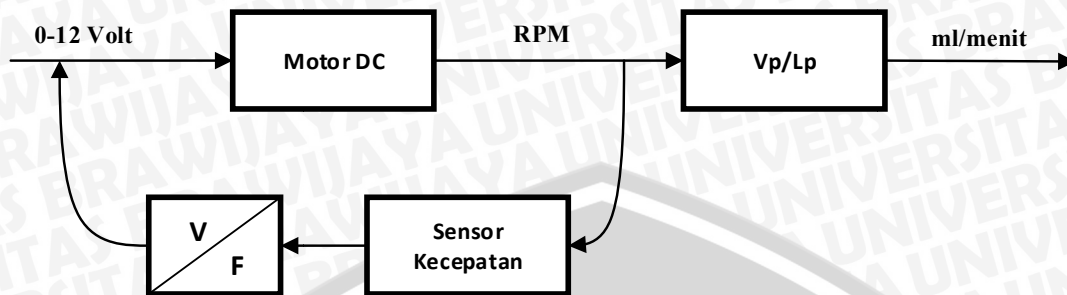 0-12 Volt
Motor DC
RPM
Vp/Lp
ml/menit
V
F
Sensor
Kecepatan